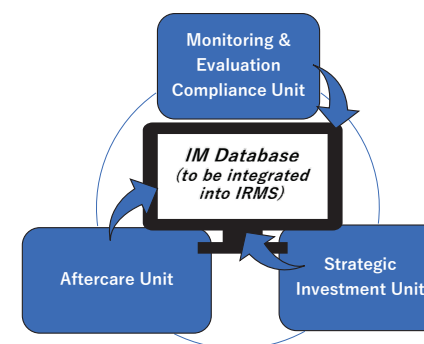 Monitoring &
Evaluation
Compliance Unit
IM Database
(to be integrated
into IRMS)
Aftercare Unit
Strategic
Investment Unit